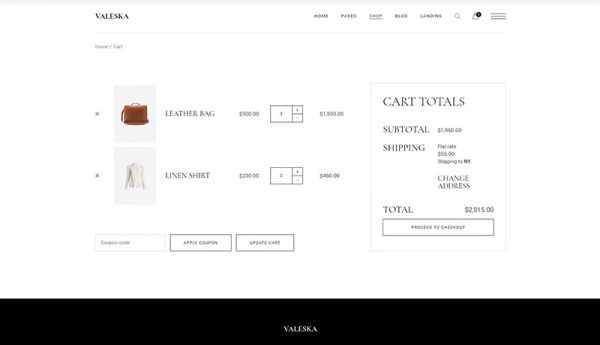 VALESKA
HOME PAGES SHOP BLOG LANDING
Home / Cart
× LEATHER BAG $500.00 3 + - $1,500.00
× LINEN SHIRT $230.00 2 + - $460.00
Coupon code APPLY COUPON UPDATE CART
CART TOTALS
SUBTOTAL $1,960.00
SHIPPING Flat rate:
$55.00
Shipping to NY.
CHANGE
ADDRESS
TOTAL $2,015.00
PROCEED TO CHECKOUT
VALESKA